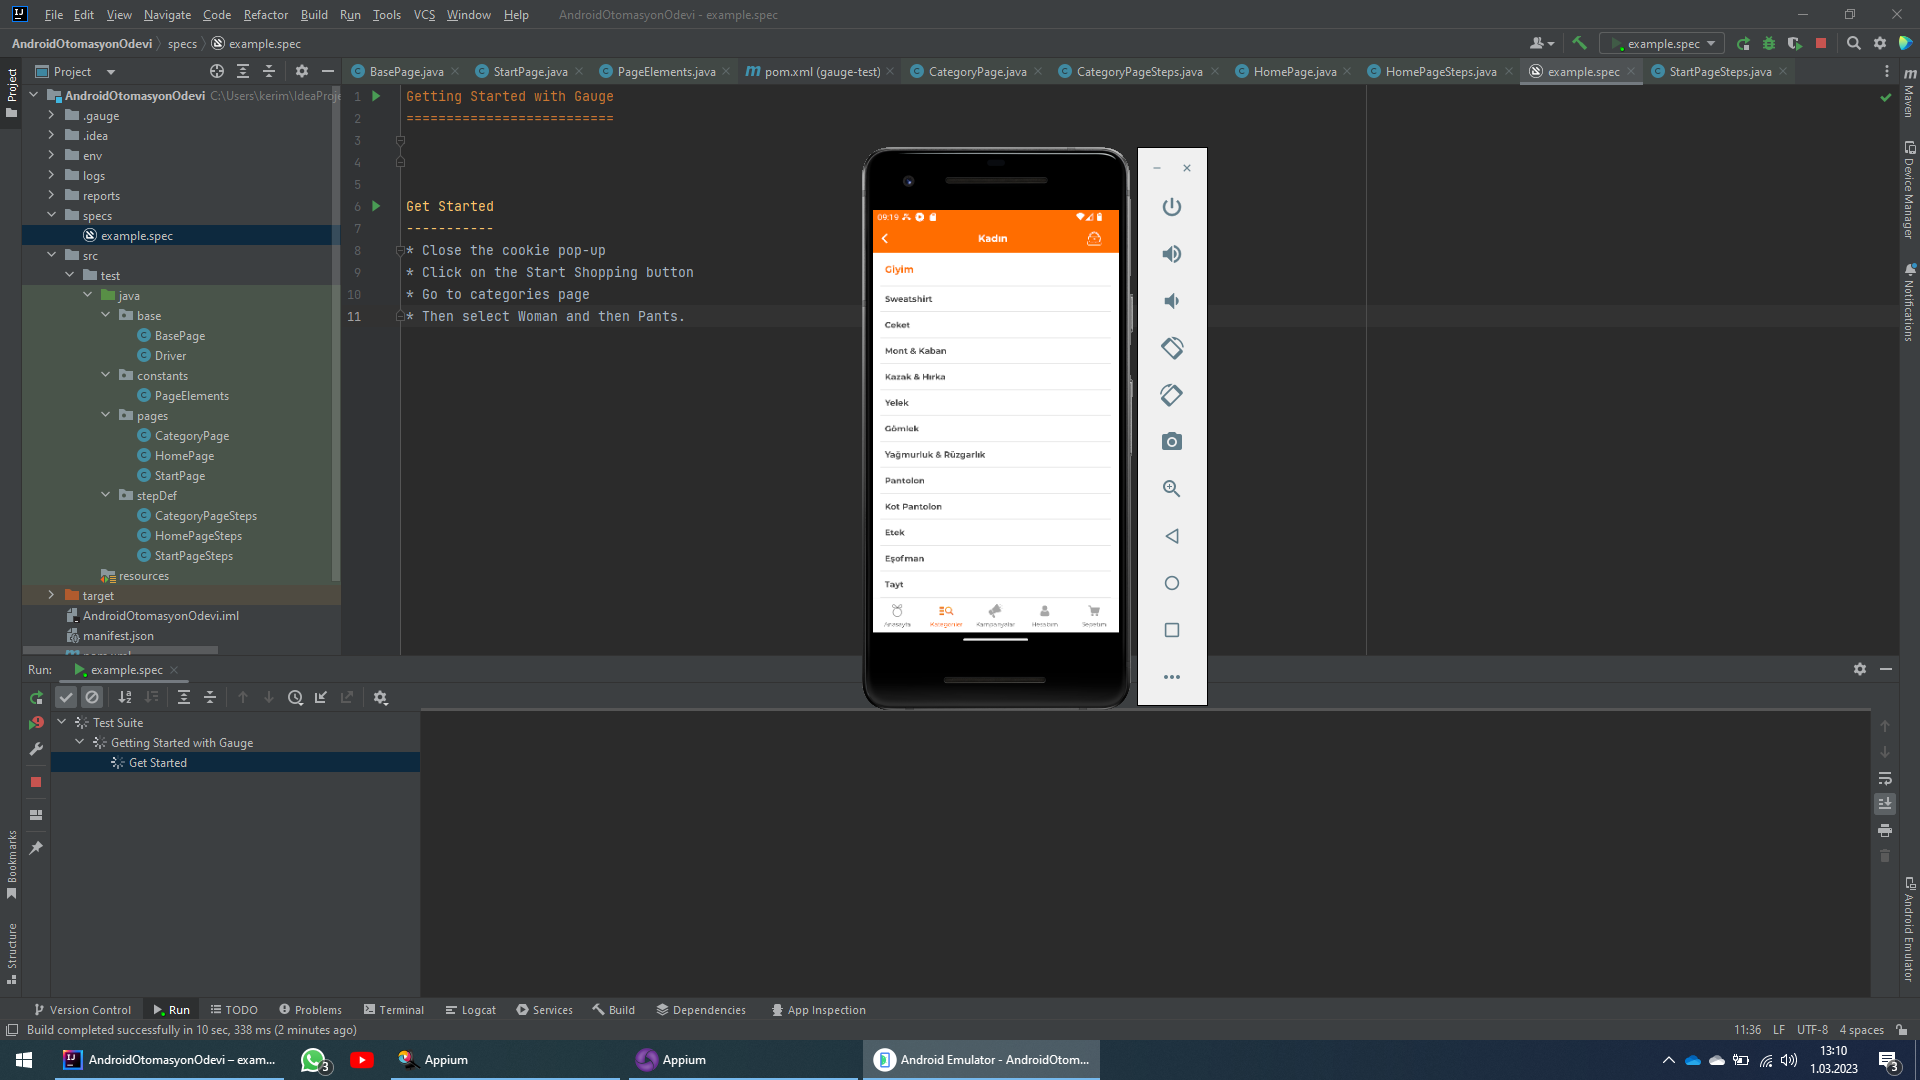 File Edit View Navigate Code Refactor Build Run Tools VCS Window Help AndroidOtomasyonOdevi - example.spec
AndroidOtomasyonOdevi specs example.spec
example.spec
Project
BasePage.java StartPage.java PageElements.java pom.xml (gauge-test) CategoryPage.java CategoryPageSteps.java HomePage.java HomePageSteps.java example.spec StartPageSteps.java
AndroidOtomasyonOdevi C:\Users\kerim\IdeaProje
.gauge
.idea
env
logs
reports
specs
example.spec
src
test
java
base
BasePage
Driver
constants
PageElements
pages
CategoryPage
HomePage
StartPage
stepDef
CategoryPageSteps
HomePageSteps
StartPageSteps
resources
target
AndroidOtomasyonOdevi.iml
manifest.json
1 Getting Started with Gauge
2 ==========================
3
4
5
6 Get Started
7 -----------
8 * Close the cookie pop-up
9 * Click on the Start Shopping button
10 * Go to categories page
11 * Then select Woman and then Pants.
09:19
Kadın
Giyim
Sweatshirt
Ceket
Mont & Kaban
Kazak & Hırka
Yelek
Gömlek
Yağmurluk & Rüzgarlık
Pantolon
Kot Pantolon
Etek
Eşofman
Tayt
Anasayfa Kategoriler Kampanyalar Hesabım Sepetim
Project
Bookmarks
Structure
Maven
Device Manager
Notifications
Android Emulator
Run: example.spec
Test Suite
Getting Started with Gauge
Get Started
Version Control Run TODO Problems Terminal Logcat Services Build Dependencies App Inspection
Build completed successfully in 10 sec, 338 ms (2 minutes ago)
11:36 LF UTF-8 4 spaces
AndroidOtomasyonOdevi – exam...
3
Appium
Appium
Android Emulator - AndroidOtom...
13:10
1.03.2023
3